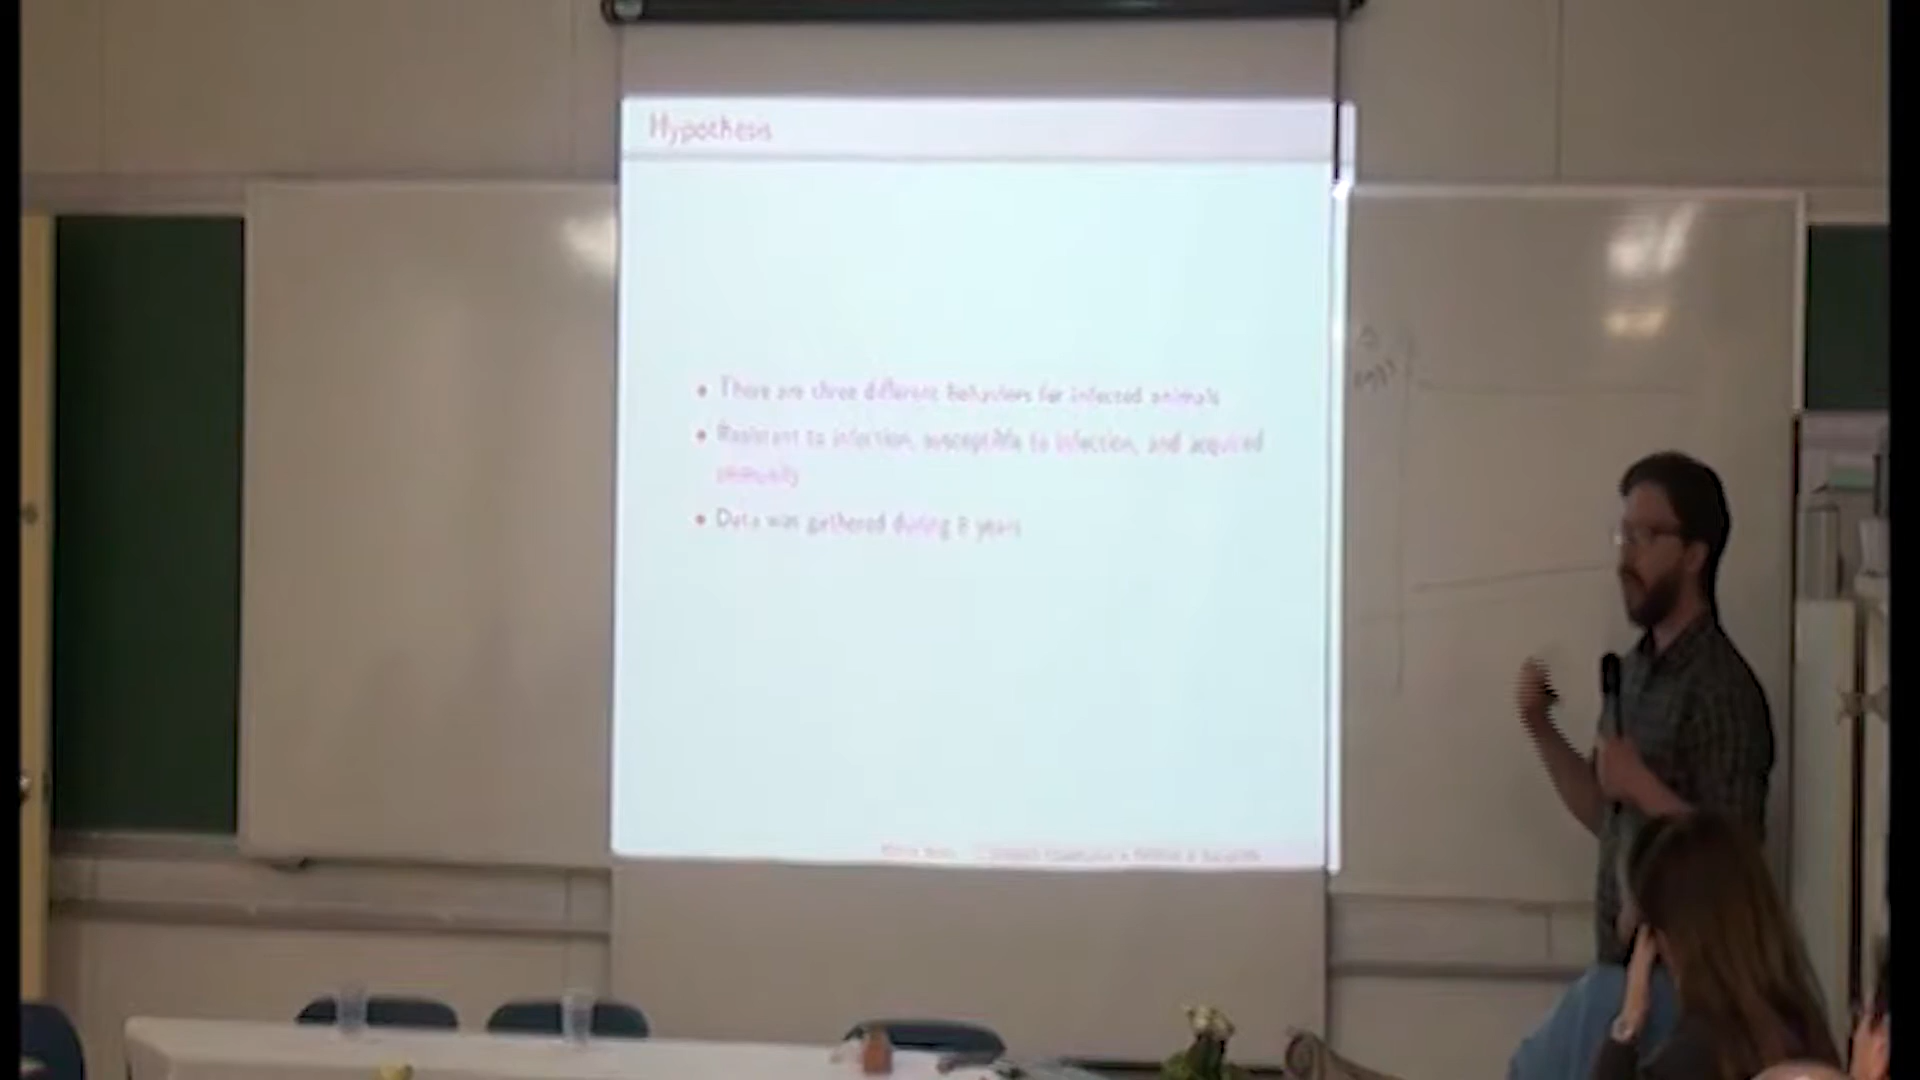 Hypothesis
• There are three different behaviors for infected animals
• Resistant to infection, susceptible to infection, and acquired
immunity
• Data was gathered during 8 years